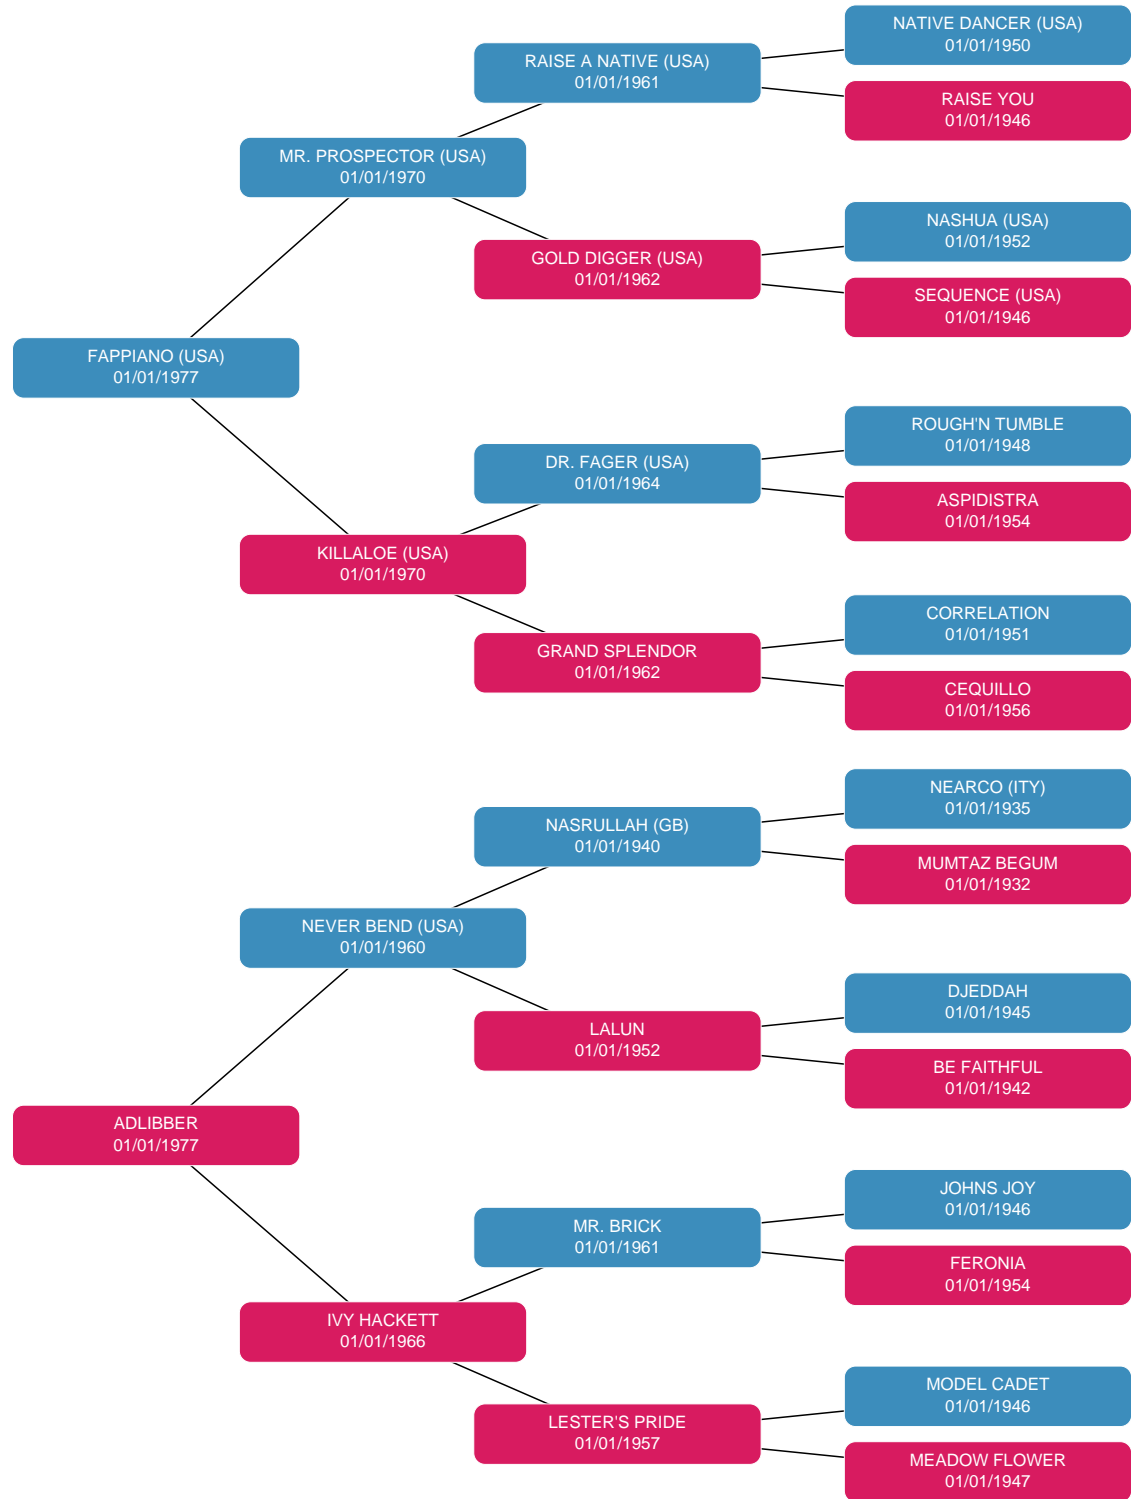 NATIVE DANCER (USA)
01/01/1950
RAISE A NATIVE (USA)
01/01/1961
RAISE YOU
01/01/1946
MR. PROSPECTOR (USA)
01/01/1970
NASHUA (USA)
01/01/1952
GOLD DIGGER (USA)
01/01/1962
SEQUENCE (USA)
01/01/1946
FAPPIANO (USA)
01/01/1977
ROUGH'N TUMBLE
01/01/1948
DR. FAGER (USA)
01/01/1964
ASPIDISTRA
01/01/1954
KILLALOE (USA)
01/01/1970
CORRELATION
01/01/1951
GRAND SPLENDOR
01/01/1962
CEQUILLO
01/01/1956
NEARCO (ITY)
01/01/1935
NASRULLAH (GB)
01/01/1940
MUMTAZ BEGUM
01/01/1932
NEVER BEND (USA)
01/01/1960
DJEDDAH
01/01/1945
LALUN
01/01/1952
BE FAITHFUL
01/01/1942
ADLIBBER
01/01/1977
JOHNS JOY
01/01/1946
MR. BRICK
01/01/1961
FERONIA
01/01/1954
IVY HACKETT
01/01/1966
MODEL CADET
01/01/1946
LESTER'S PRIDE
01/01/1957
MEADOW FLOWER
01/01/1947